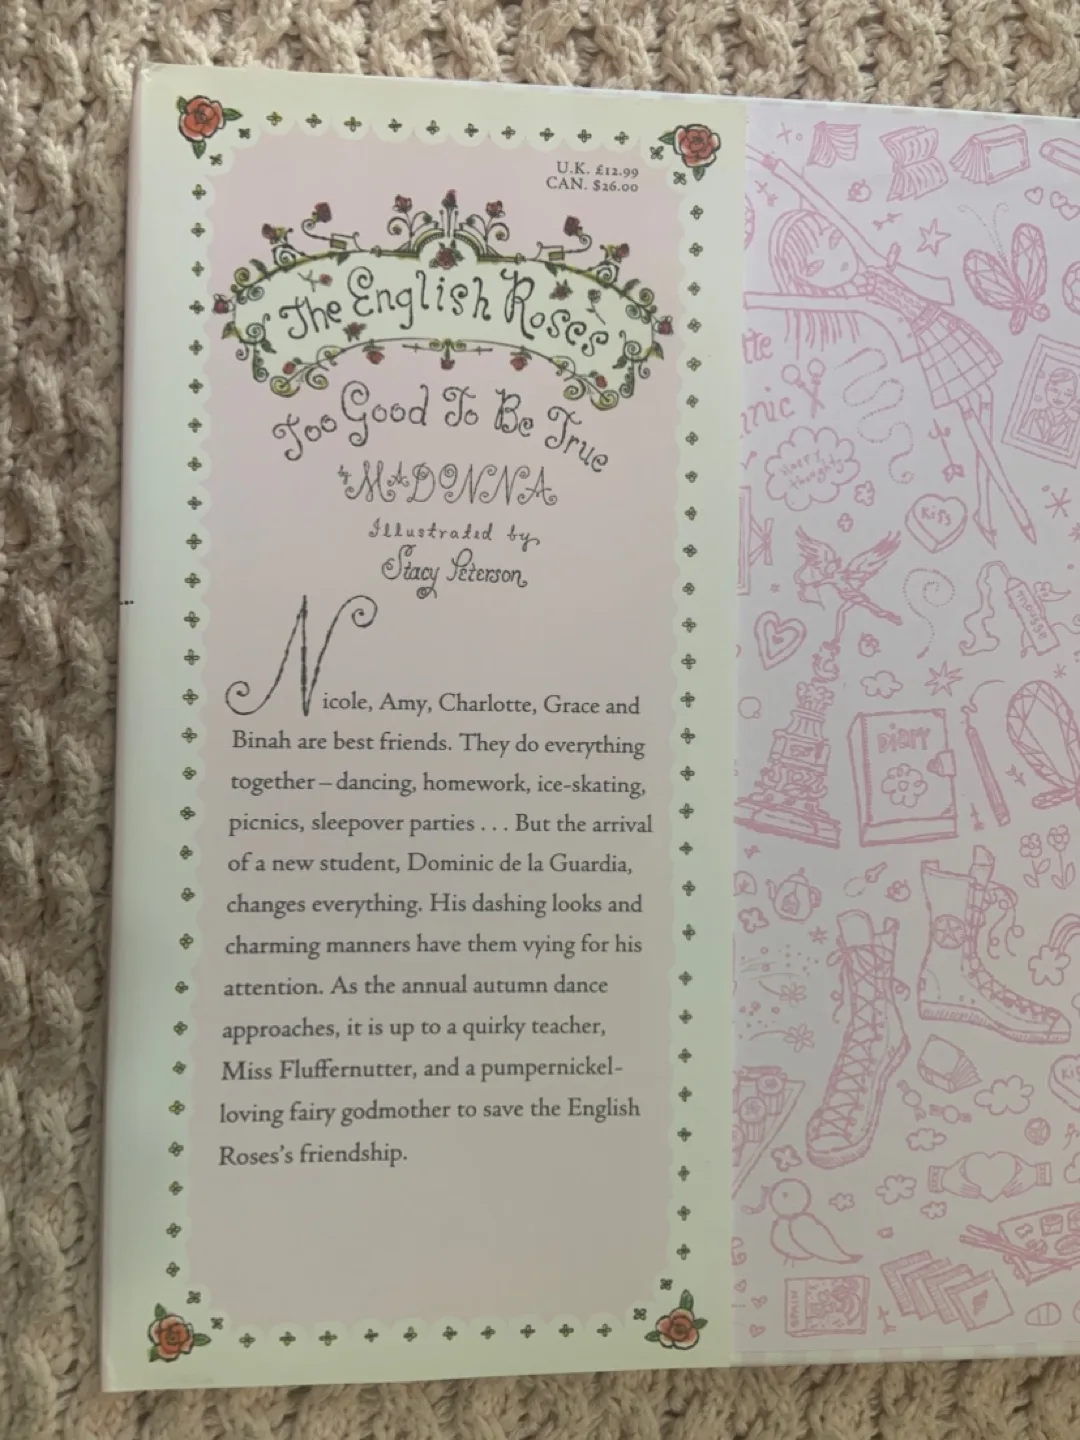 U.K. £12.99
CAN. $26.00
The English Roses
Too Good To Be True
by MADONNA
Illustrated by
Stacy Peterson
Nicole, Amy, Charlotte, Grace and
Binah are best friends. They do everything
together – dancing, homework, ice-skating,
picnics, sleepover parties . . . But the arrival
of a new student, Dominic de la Guardia,
changes everything. His dashing looks and
charming manners have them vying for his
attention. As the annual autumn dance
approaches, it is up to a quirky teacher,
Miss Fluffernutter, and a pumpernickel-
loving fairy godmother to save the English
Roses's friendship.
Happy
thoughts
Kiss
mousse
DIARY